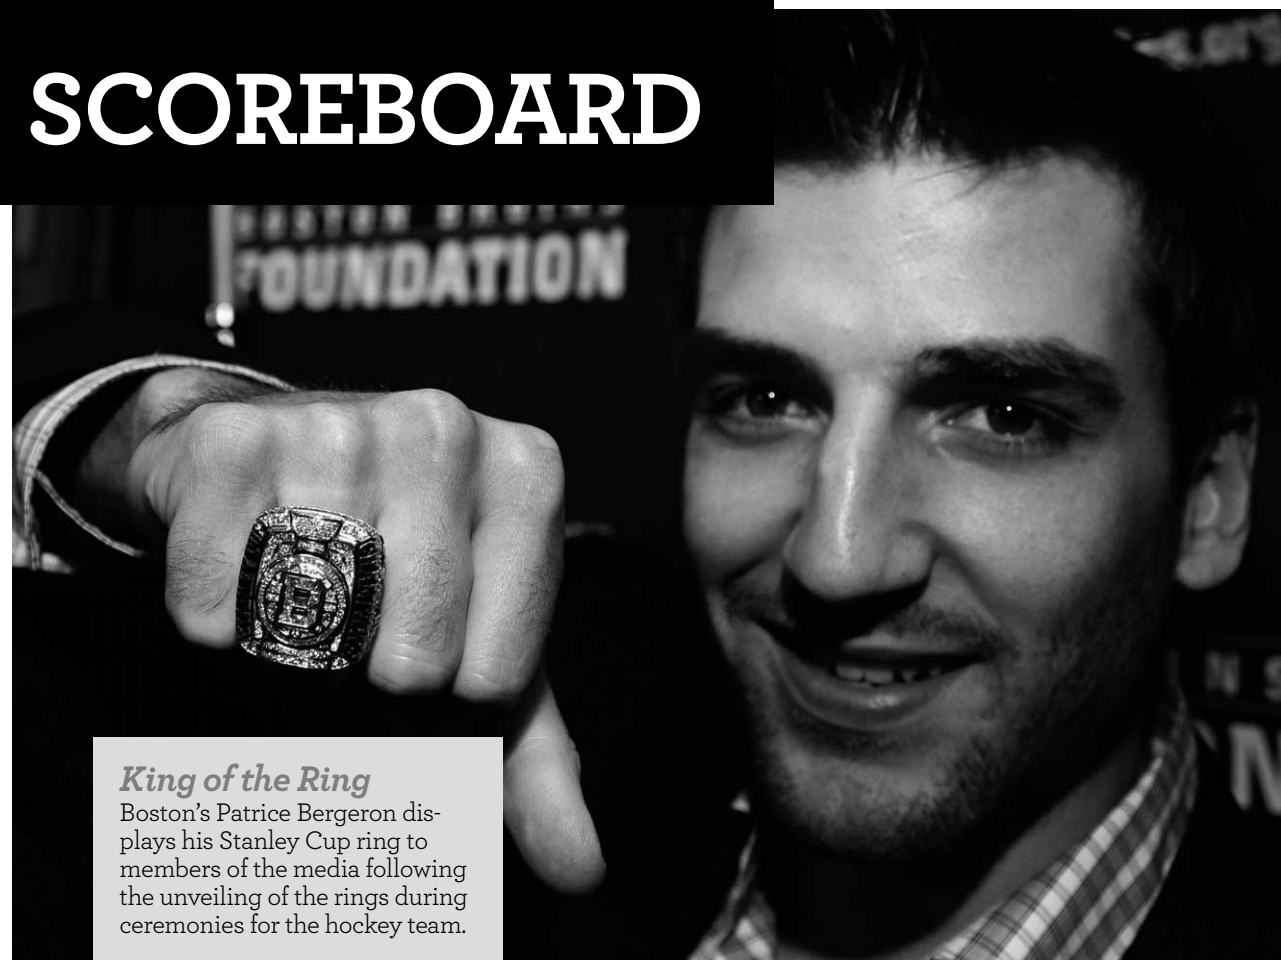 SCOREBOARD
FOUNDATION
B
King of the Ring
Boston's Patrice Bergeron dis-
plays his Stanley Cup ring to
members of the media following
the unveiling of the rings during
ceremonies for the hockey team.